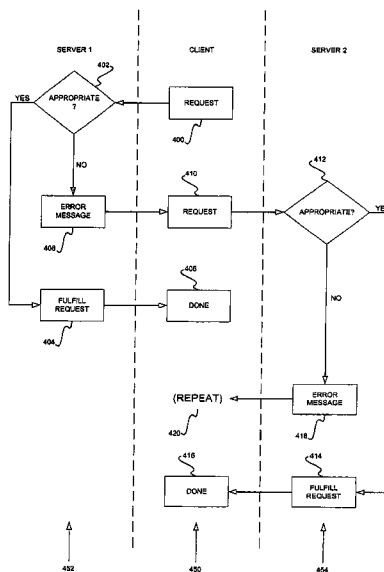 SERVER 1
CLIENT
SERVER 2
402
YES
APPROPRIATE
?
REQUEST
400
NO
410
412
ERROR
MESSAGE
REQUEST
APPROPRIATE?
YES
408
406
FULFILL
REQUEST
DONE
404
NO
(REPEAT)
ERROR
MESSAGE
420
418
416
414
DONE
FULFILL
REQUEST
452
450
454